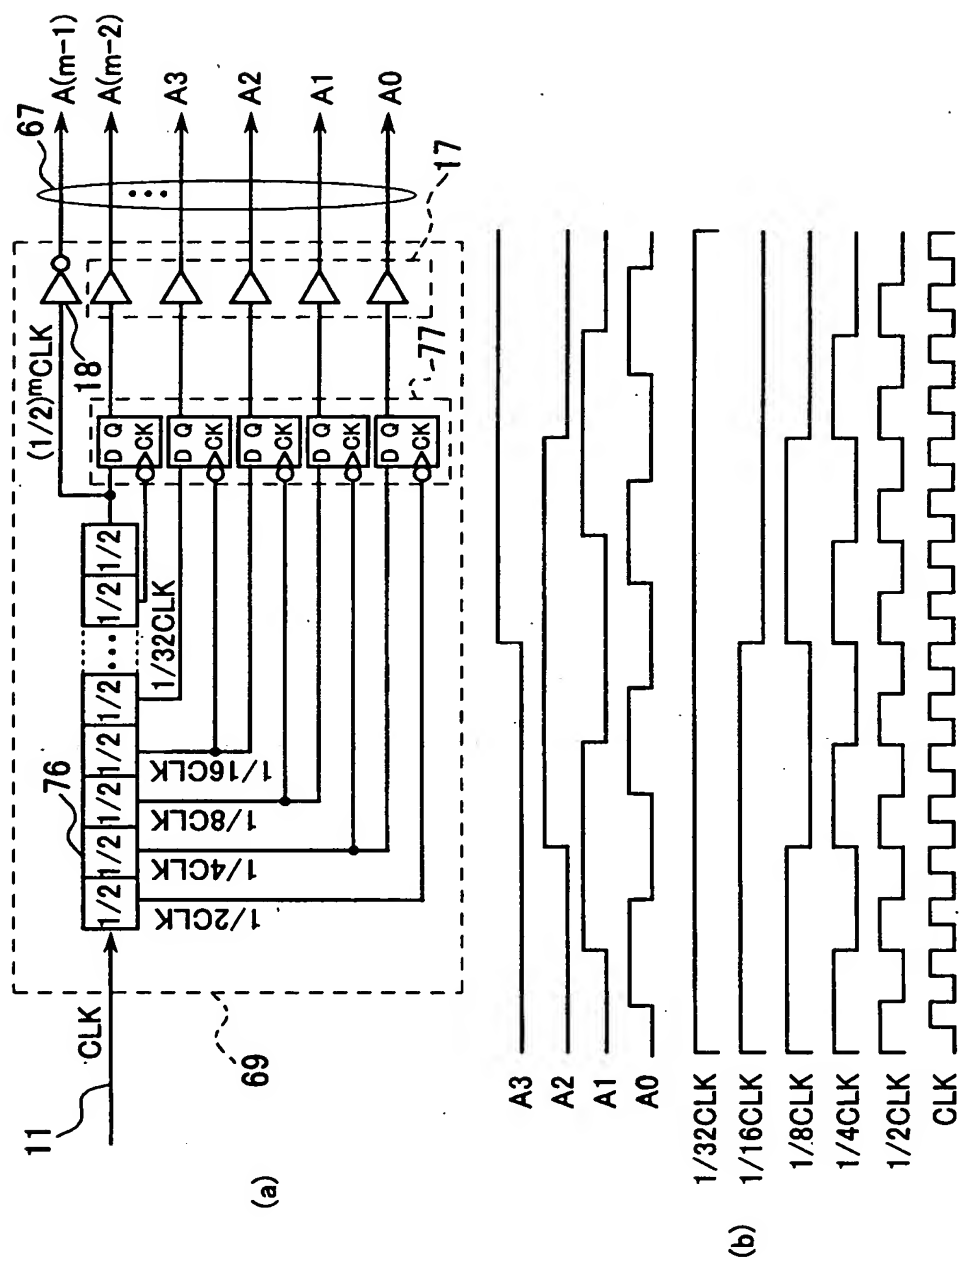 (a)
11
CLK
69
76
1/2
1/2
1/2
1/2
1/2
•••
1/2
1/2
1/2CLK
1/4CLK
1/8CLK
1/16CLK
1/32CLK
(1/2)mCLK
18
D Q
CK
D Q
CK
D Q
CK
D Q
CK
D Q
CK
77
17
67
•••
A(m-1)
A(m-2)
A3
A2
A1
A0
(b)
A3
A2
A1
A0
1/32CLK
1/16CLK
1/8CLK
1/4CLK
1/2CLK
CLK